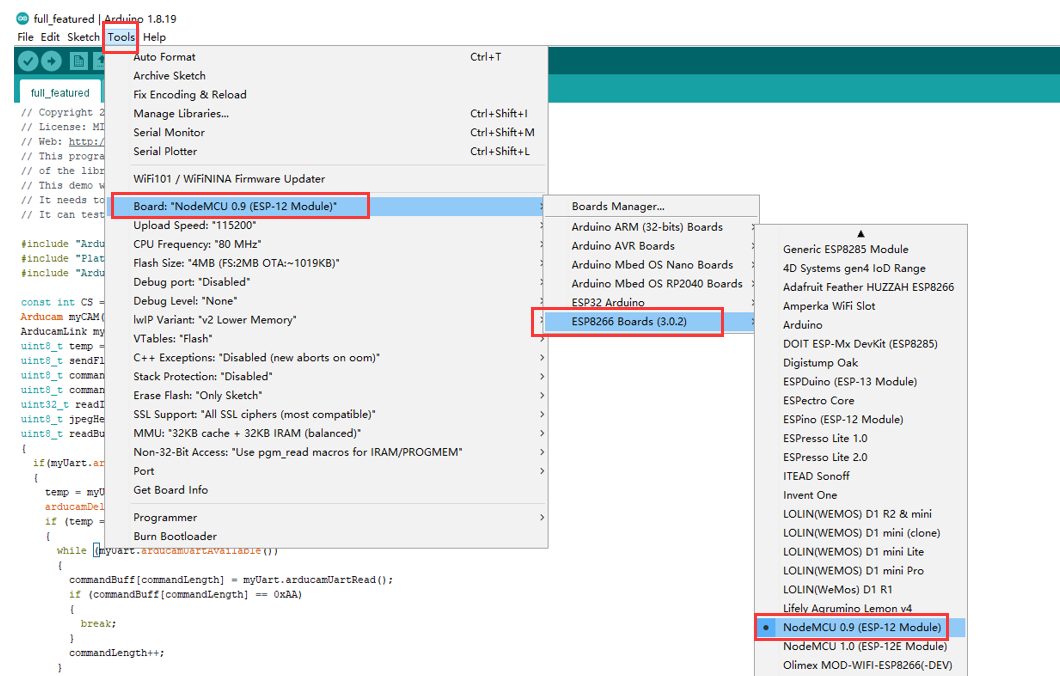 full_featured | Arduino 1.8.19
File Edit Sketch Tools Help
Auto Format Ctrl+T
Archive Sketch
Fix Encoding & Reload
Manage Libraries... Ctrl+Shift+I
Serial Monitor Ctrl+Shift+M
Serial Plotter Ctrl+Shift+L
WiFi101 / WiFiNINA Firmware Updater
Board: "NodeMCU 0.9 (ESP-12 Module)"
Upload Speed: "115200"
CPU Frequency: "80 MHz"
Flash Size: "4MB (FS:2MB OTA:~1019KB)"
Debug port: "Disabled"
Debug Level: "None"
lwIP Variant: "v2 Lower Memory"
VTables: "Flash"
C++ Exceptions: "Disabled (new aborts on oom)"
Stack Protection: "Disabled"
Erase Flash: "Only Sketch"
SSL Support: "All SSL ciphers (most compatible)"
MMU: "32KB cache + 32KB IRAM (balanced)"
Non-32-Bit Access: "Use pgm_read macros for IRAM/PROGMEM"
Port
Get Board Info
Programmer
Burn Bootloader
Boards Manager...
Arduino ARM (32-bits) Boards
Arduino AVR Boards
Arduino Mbed OS Nano Boards
Arduino Mbed OS RP2040 Boards
ESP32 Arduino
ESP8266 Boards (3.0.2)
Generic ESP8285 Module
4D Systems gen4 IoD Range
Adafruit Feather HUZZAH ESP8266
Amperka WiFi Slot
Arduino
DOIT ESP-Mx DevKit (ESP8285)
Digistump Oak
ESPDuino (ESP-13 Module)
ESPectro Core
ESPino (ESP-12 Module)
ESPresso Lite 1.0
ESPresso Lite 2.0
ITEAD Sonoff
Invent One
LOLIN(WEMOS) D1 R2 & mini
LOLIN(WEMOS) D1 mini (clone)
LOLIN(WEMOS) D1 mini Lite
LOLIN(WEMOS) D1 mini Pro
LOLIN(WeMos) D1 R1
Lifely Agrumino Lemon v4
NodeMCU 0.9 (ESP-12 Module)
NodeMCU 1.0 (ESP-12E Module)
Olimex MOD-WIFI-ESP8266(-DEV)
full_featured
// Copyright 2
// License: MI
// Web: http:/
// This progra
// of the libr
// This demo w
// It needs to
// It can test
#include "Ardu
#include "Plat
#include "Ardu
const int CS =
Arducam myCAM(
ArducamLink my
uint8_t temp =
uint8_t sendFl
uint8_t comman
uint8_t comman
uint32_t readI
uint8_t jpegHe
uint8_t readBu
{
if(myUart.ar
{
temp = myU
arducamDel
if (temp =
{
while (myUart.arducamUartAvailable())
{
commandBuff[commandLength] = myUart.arducamUartRead();
if (commandBuff[commandLength] == 0xAA)
{
break;
}
commandLength++;
}